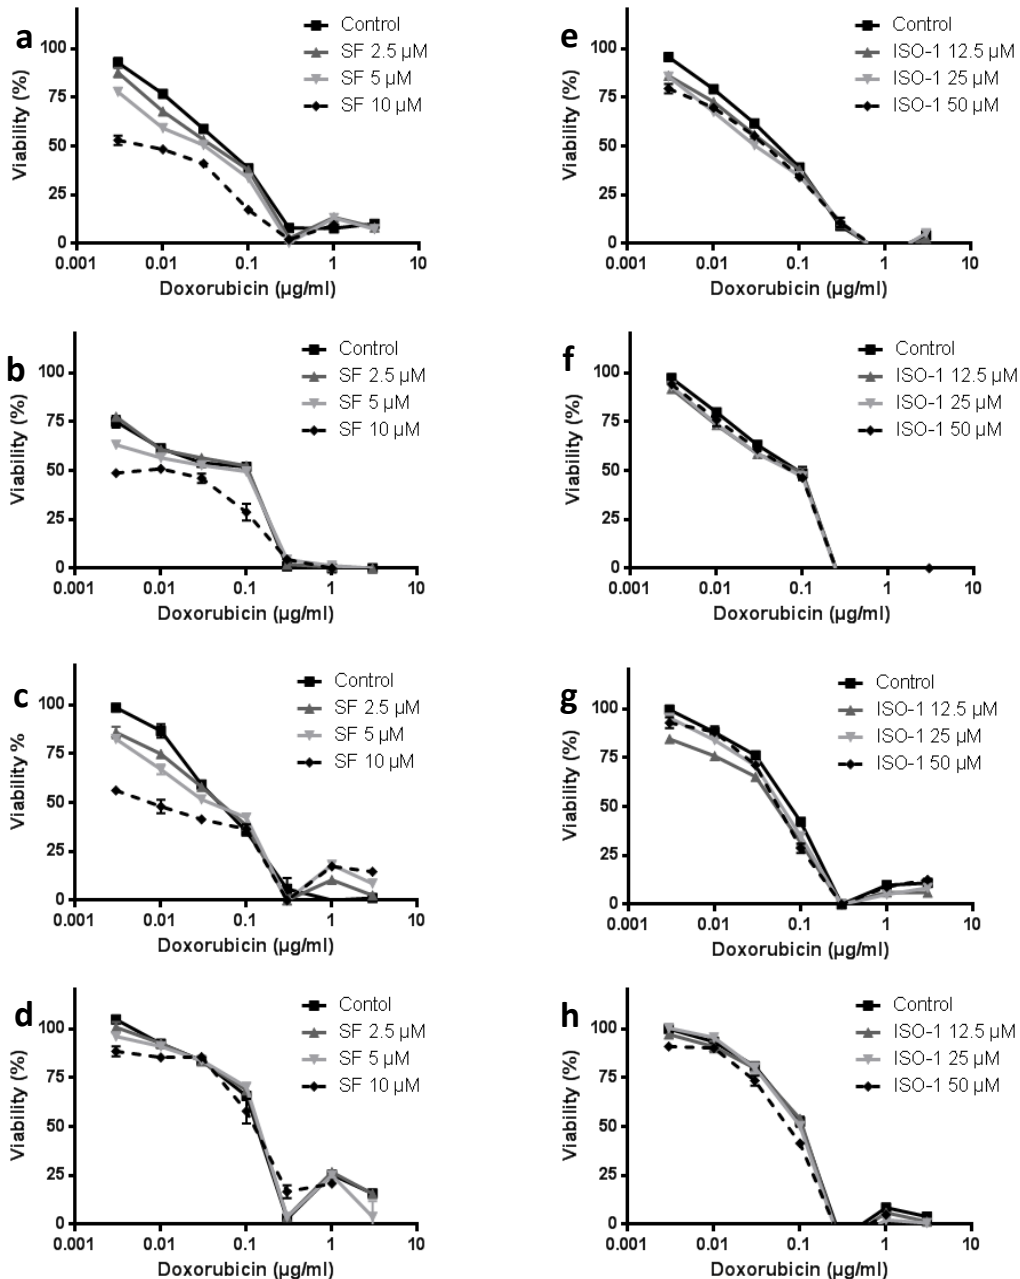 a
Control
SF 2.5 µM
SF 5 µM
SF 10 µM
100
75
50
25
0
Viability (%)
0.001 0.01 0.1 1 10
Doxorubicin (µg/ml)
e
Control
ISO-1 12.5 µM
ISO-1 25 µM
ISO-1 50 µM
100
75
50
25
0
Viability (%)
0.001 0.01 0.1 1 10
Doxorubicin (µg/ml)
b
Control
SF 2.5 µM
SF 5 µM
SF 10 µM
100
75
50
25
0
Viability (%)
0.001 0.01 0.1 1 10
Doxorubicin (µg/ml)
f
Control
ISO-1 12.5 µM
ISO-1 25 µM
ISO-1 50 µM
100
75
50
25
0
Viability (%)
0.001 0.01 0.1 1 10
Doxorubicin (µg/ml)
c
Control
SF 2.5 µM
SF 5 µM
SF 10 µM
100
75
50
25
0
Viability %
0.001 0.01 0.1 1 10
Doxorubicin (µg/ml)
g
Control
ISO-1 12.5 µM
ISO-1 25 µM
ISO-1 50 µM
100
75
50
25
0
Viability (%)
0.001 0.01 0.1 1 10
Doxorubicin (µg/ml)
d
Contol
SF 2.5 µM
SF 5 µM
SF 10 µM
100
75
50
25
0
Viability (%)
0.001 0.01 0.1 1 10
Doxorubicin (µg/ml)
h
Control
ISO-1 12.5 µM
ISO-1 25 µM
ISO-1 50 µM
100
75
50
25
0
Viability (%)
0.001 0.01 0.1 1 10
Doxorubicin (µg/ml)